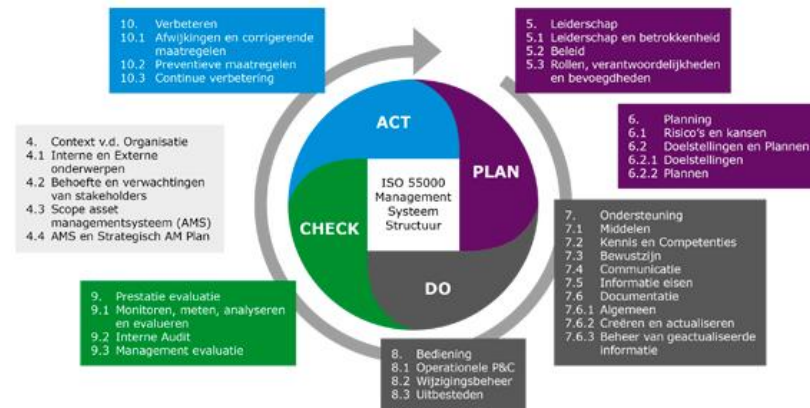 10. Verbeteren
10.1 Afwijkingen en corrigerende
maatregelen
10.2 Preventieve maatregelen
10.3 Continue verbetering
5. Leiderschap
5.1 Leiderschap en betrokkenheid
5.2 Beleid
5.3 Rollen, verantwoordelijkheden
en bevoegdheden
4. Context v.d. Organisatie
4.1 Interne en Externe
onderwerpen
4.2 Behoefte en verwachtingen
van stakeholders
4.3 Scope asset
managementsysteem (AMS)
4.4 AMS en Strategisch AM Plan
ACT
PLAN
CHECK
DO
ISO 55000
Management
Systeem
Structuur
6. Planning
6.1 Risico's en kansen
6.2 Doelstellingen en Plannen
6.2.1 Doelstellingen
6.2.2 Plannen
7. Ondersteuning
7.1 Middelen
7.2 Kennis en Competenties
7.3 Bewustzijn
7.4 Communicatie
7.5 Informatie eisen
7.6 Documentatie
7.6.1 Algemeen
7.6.2 Creëren en actualiseren
7.6.3 Beheer van geactualiseerde
informatie
9. Prestatie evaluatie
9.1 Monitoren, meten, analyseren
en evalueren
9.2 Interne Audit
9.3 Management evaluatie
8. Bediening
8.1 Operationele P&C
8.2 Wijzigingsbeheer
8.3 Uitbesteden